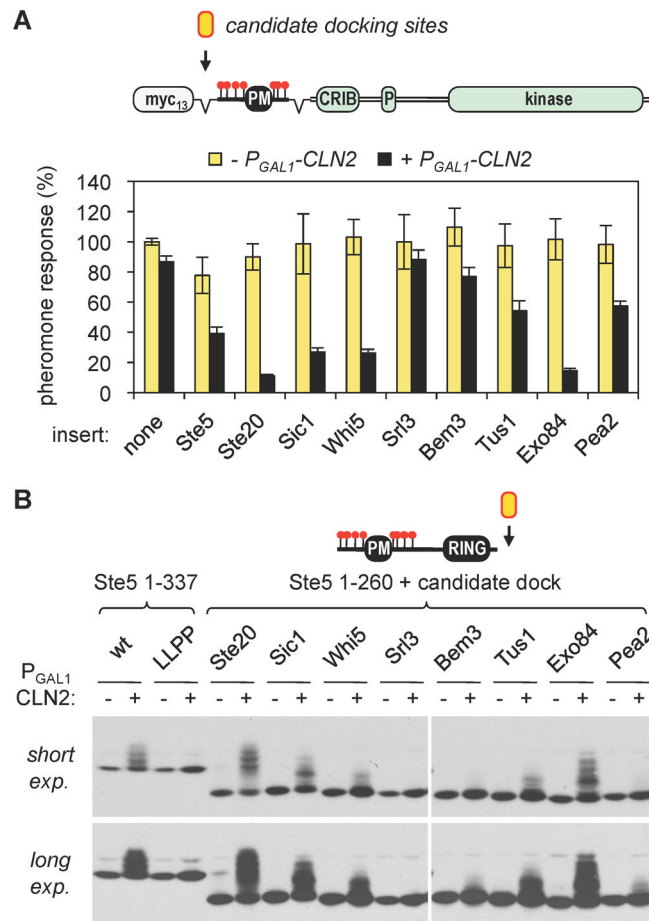 A
candidate docking sites
myc13 PM CRIB P kinase
- PGAL1-CLN2 + PGAL1-CLN2
pheromone response (%)
140
120
100
80
60
40
20
0
insert: none Ste5 Ste20 Sic1 Whi5 Srl3 Bem3 Tus1 Exo84 Pea2
B
PM RING
Ste5 1-337 Ste5 1-260 + candidate dock
wt LLPP Ste20 Sic1 Whi5 Srl3 Bem3 Tus1 Exo84 Pea2
PGAL1
CLN2: - + - + - + - + - + - + - + - + - + - +
short
exp.
long
exp.